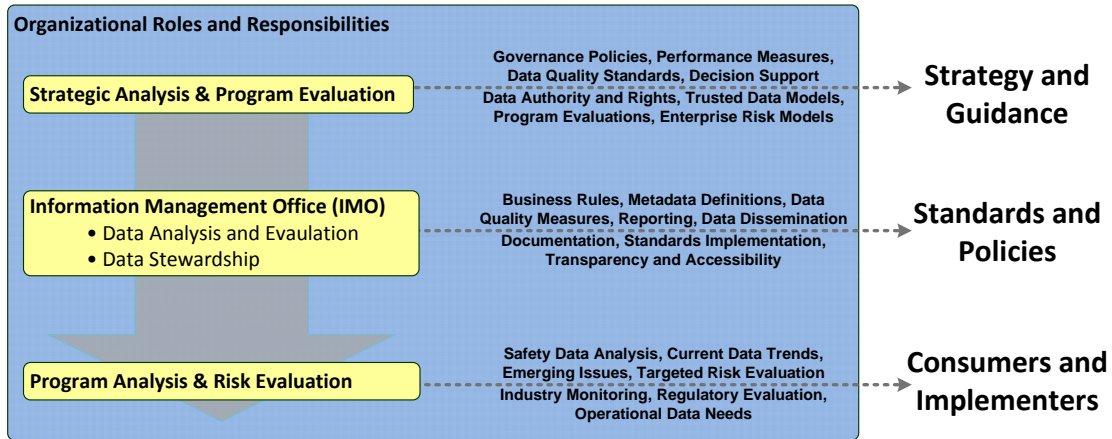 Organizational Roles and Responsibilities
Strategic Analysis & Program Evaluation
Governance Policies, Performance Measures,
Data Quality Standards, Decision Support
Data Authority and Rights, Trusted Data Models,
Program Evaluations, Enterprise Risk Models
Strategy and
Guidance
Information Management Office (IMO)
• Data Analysis and Evaulation
• Data Stewardship
Business Rules, Metadata Definitions, Data
Quality Measures, Reporting, Data Dissemination
Documentation, Standards Implementation,
Transparency and Accessibility
Standards and
Policies
Program Analysis & Risk Evaluation
Safety Data Analysis, Current Data Trends,
Emerging Issues, Targeted Risk Evaluation
Industry Monitoring, Regulatory Evaluation,
Operational Data Needs
Consumers and
Implementers